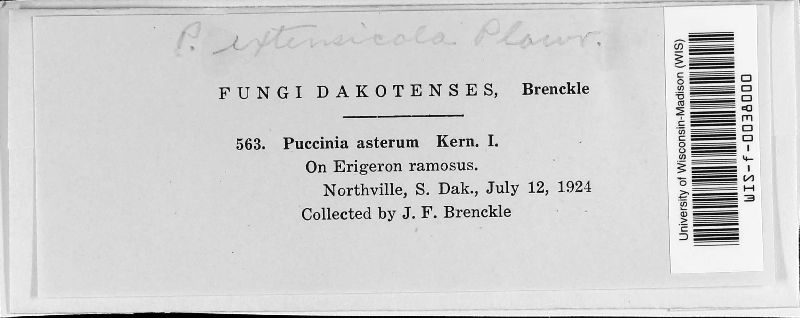 P. extensicola Plowr.
FUNGI DAKOTENSES, Brenckle
563. Puccinia asterum Kern. I.
On Erigeron ramosus.
Northville, S. Dak., July 12, 1924
Collected by J. F. Brenckle
University of Wisconsin-Madison (WIS)
WIS-f-0038000